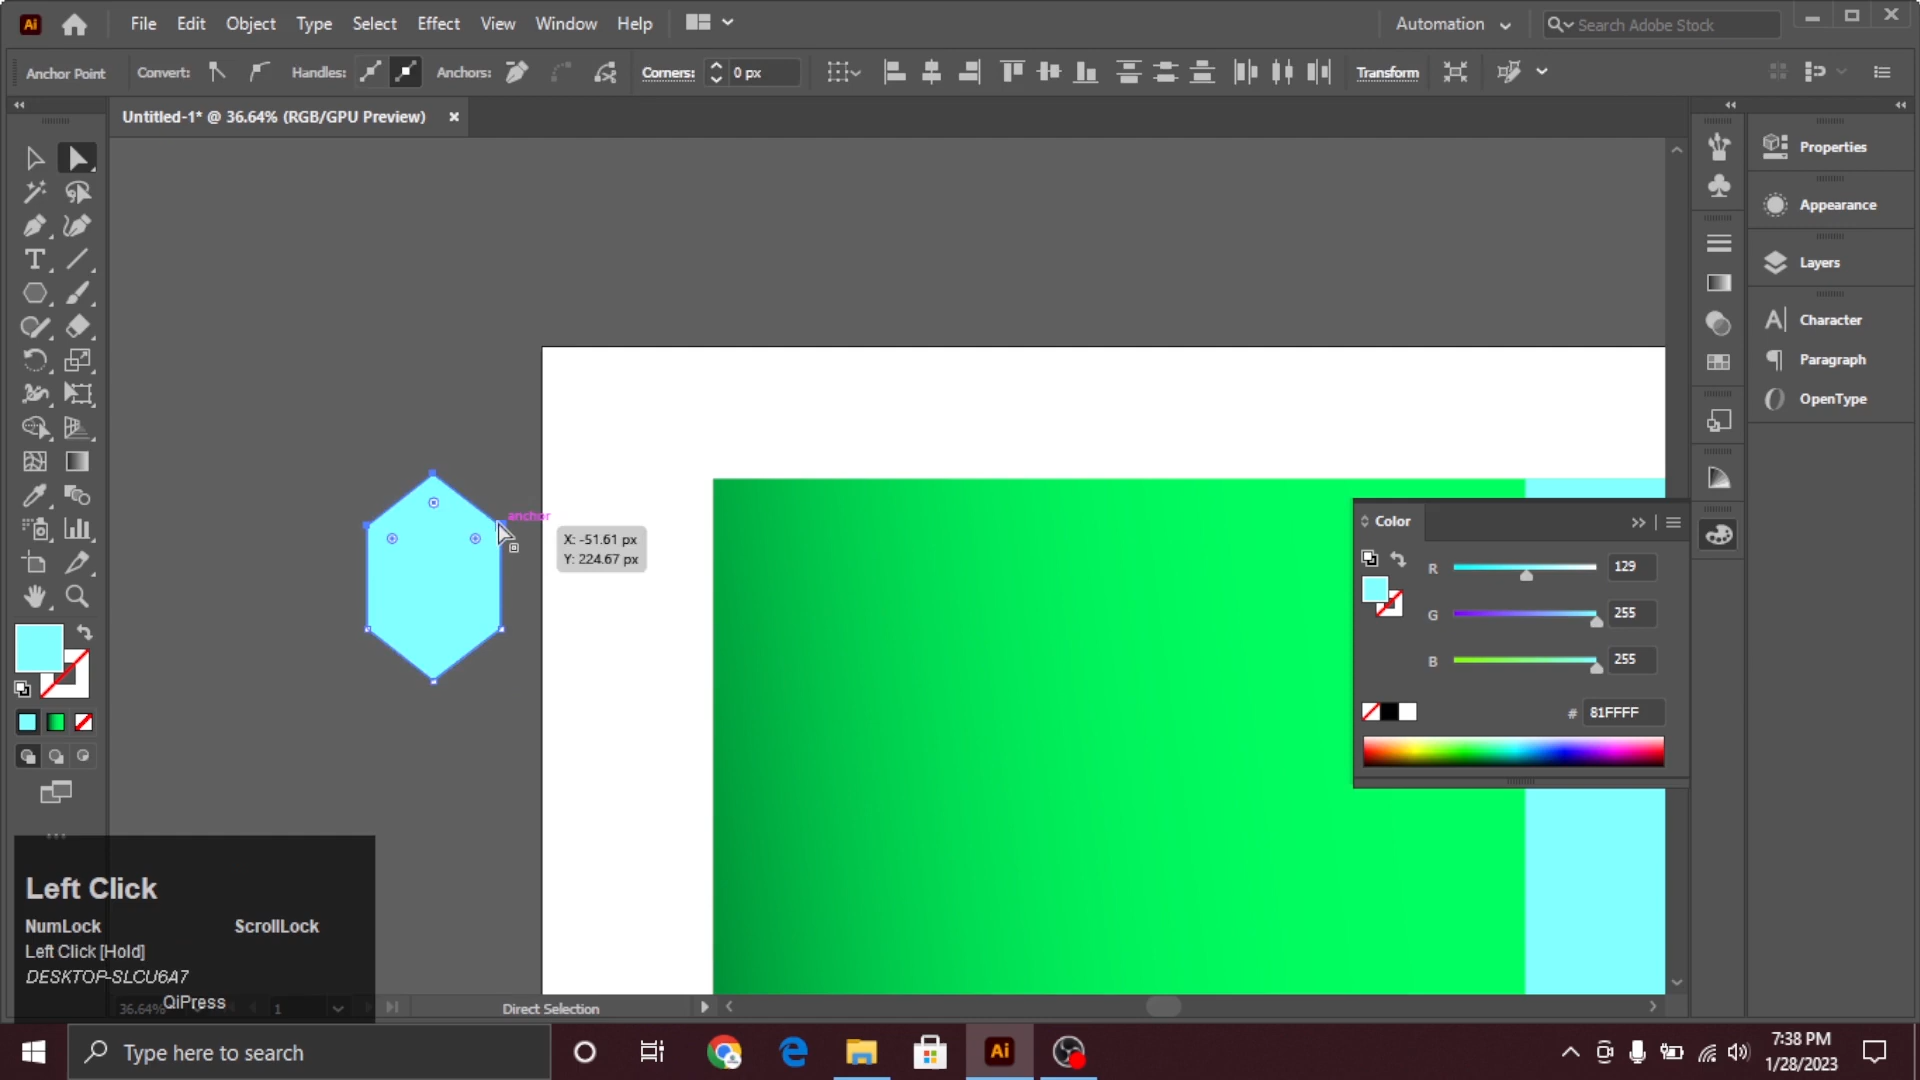 Ai File Edit Object Type Select Effect View Window Help Automation Search Adobe Stock
Anchor Point Convert: Handles: Anchors: Corners: 0 px Transform
Untitled-1* @ 36.64% (RGB/GPU Preview) ×
Properties
Appearance
Layers
Character
Paragraph
OpenType
anchor
X: -51.61 px
Y: 224.67 px
Color
R 129
G 255
B 255
# 81FFFF
Left Click
NumLock ScrollLock
Left Click [Hold]
DESKTOP-SLCU6A7
QiPress
36.64% 1 Direct Selection
Type here to search
Ai
7:38 PM
1/28/2023